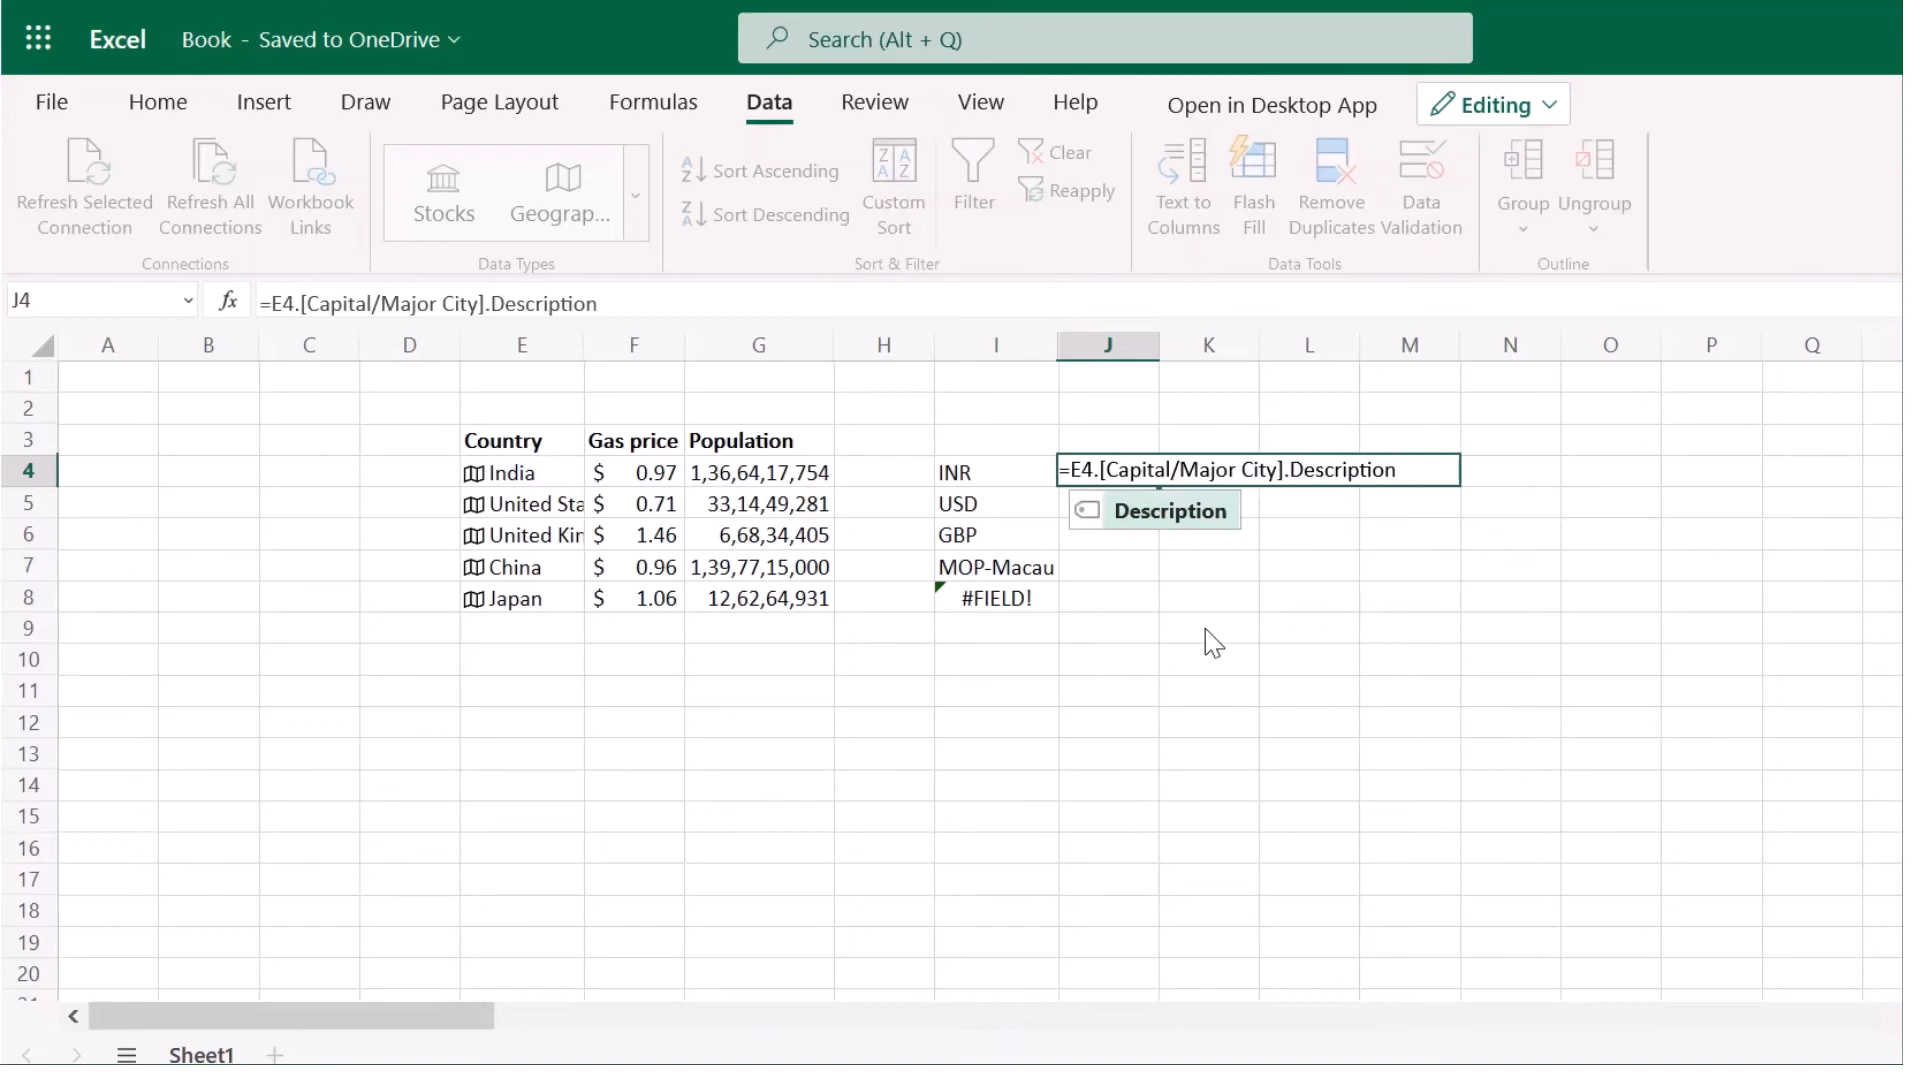 Excel Book - Saved to OneDrive Search (Alt + Q)
File Home Insert Draw Page Layout Formulas Data Review View Help Open in Desktop App Editing
Refresh Selected Connection
Refresh All Connections
Workbook Links
Connections
Stocks
Geograp...
Data Types
A Z Sort Ascending
Z A Sort Descending
Z A A Z
Custom Sort
Filter
Clear
Reapply
Sort & Filter
Text to Columns
Flash Fill
Remove Duplicates
Data Validation
Data Tools
Group
Ungroup
Outline
J4 fx =E4.[Capital/Major City].Description
A B C D E F G H I J K L M N O P Q
1
2
3 Country Gas price Population
4 India $ 0.97 1,36,64,17,754 INR =E4.[Capital/Major City].Description
5 United Sta $ 0.71 33,14,49,281 USD Description
6 United Kin $ 1.46 6,68,34,405 GBP
7 China $ 0.96 1,39,77,15,000 MOP-Macau
8 Japan $ 1.06 12,62,64,931 #FIELD!
9
10
11
12
13
14
15
16
17
18
19
20
Sheet1